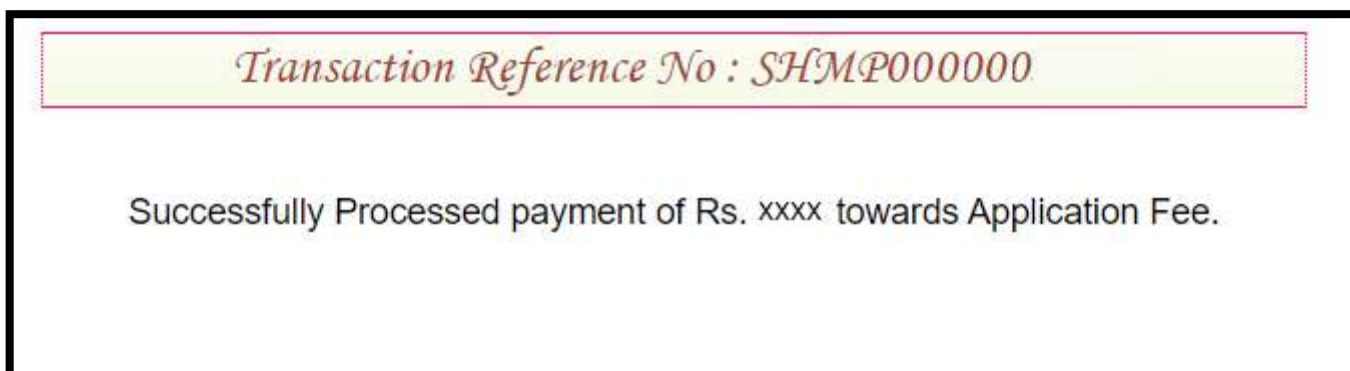 Transaction Reference No : SHMP000000
Successfully Processed payment of Rs. xxxx towards Application Fee.